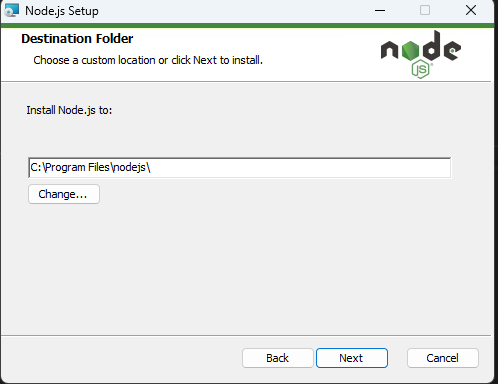 Node.js Setup
Destination Folder
Choose a custom location or click Next to install.
node
JS
Install Node.js to:
C:\Program Files\nodejs\
Change...
Back
Next
Cancel